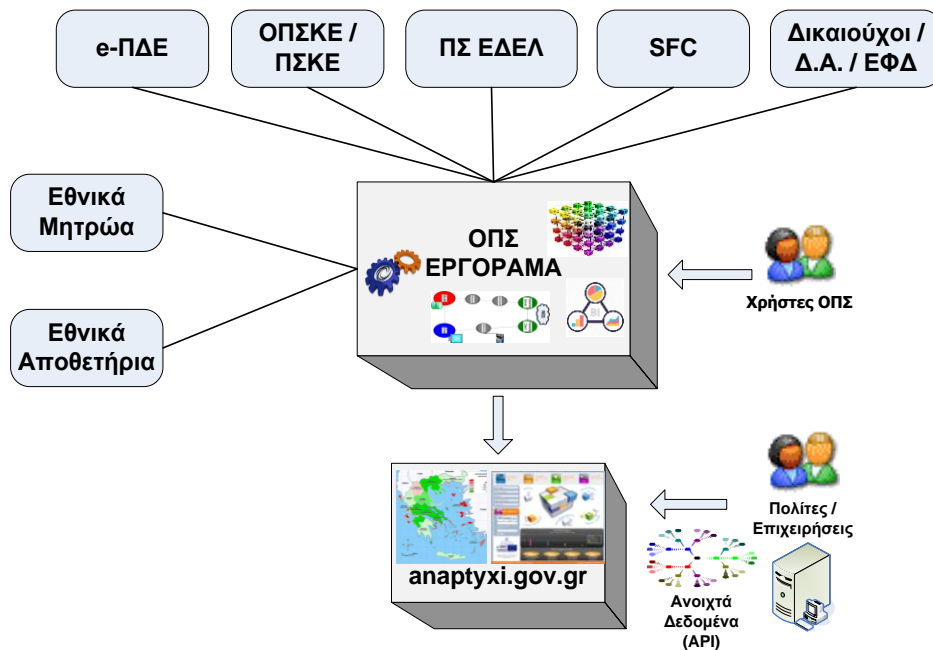 e-ΠΔΕ
ΟΠΣΚΕ /
ΠΣΚΕ
ΠΣ ΕΔΕΛ
SFC
Δικαιούχοι /
Δ.Α. / ΕΦΔ
Εθνικά
Μητρώα
ΟΠΣ
ΕΡΓΟΡΑΜΑ
BI
Χρήστες ΟΠΣ
Εθνικά
Αποθετήρια
Πολίτες /
Επιχειρήσεις
anaptyxi.gov.gr
Ανοιχτά
Δεδομένα
(API)